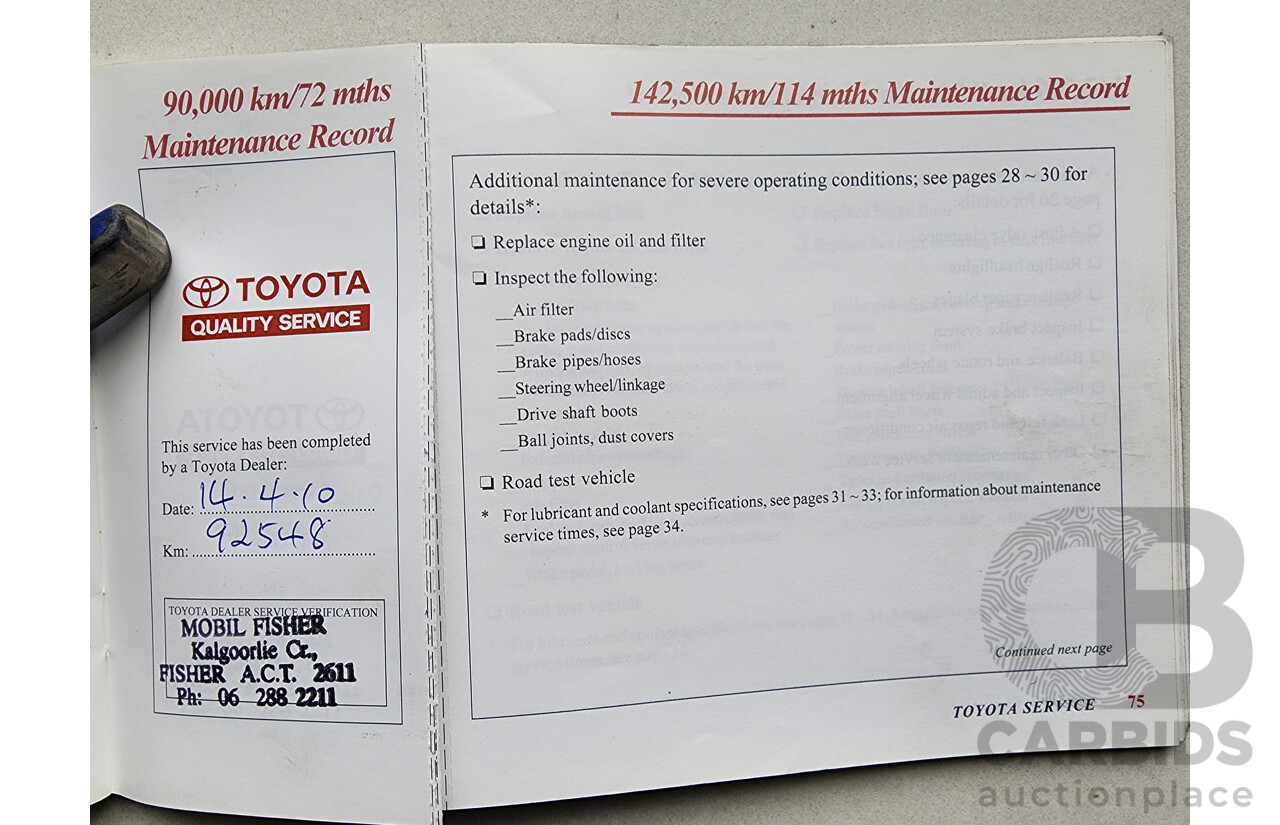 90,000 km/72 mths
Maintenance Record
TOYOTA
QUALITY SERVICE
This service has been completed
by a Toyota Dealer:
Date: 14.4.10
Km: 92548
TOYOTA DEALER SERVICE VERIFICATION
MOBIL FISHER
Kalgoorlie Cr.,
FISHER A.C.T. 2611
Ph: 06 288 2211
142,500 km/114 mths Maintenance Record
Additional maintenance for severe operating conditions; see pages 28 ~ 30 for
details*:
❏ Replace engine oil and filter
❏ Inspect the following:
__Air filter
__Brake pads/discs
__Brake pipes/hoses
__Steering wheel/linkage
__Drive shaft boots
__Ball joints, dust covers
❏ Road test vehicle
* For lubricant and coolant specifications, see pages 31 ~ 33; for information about maintenance
service times, see page 34.
Continued next page
TOYOTA SERVICE 75
CB
CARBIDS
auctionplace